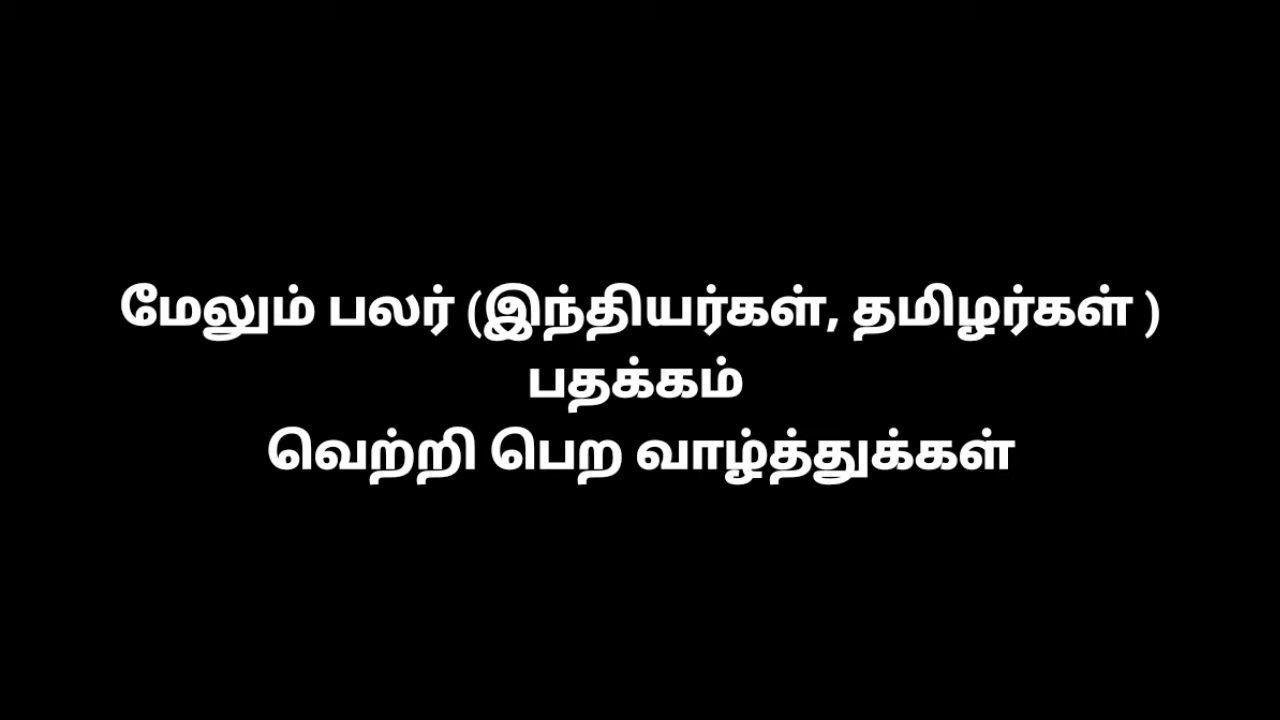 மேலும் பலர் (இந்தியர்கள், தமிழர்கள் )
பதக்கம்
வெற்றி பெற வாழ்த்துக்கள்